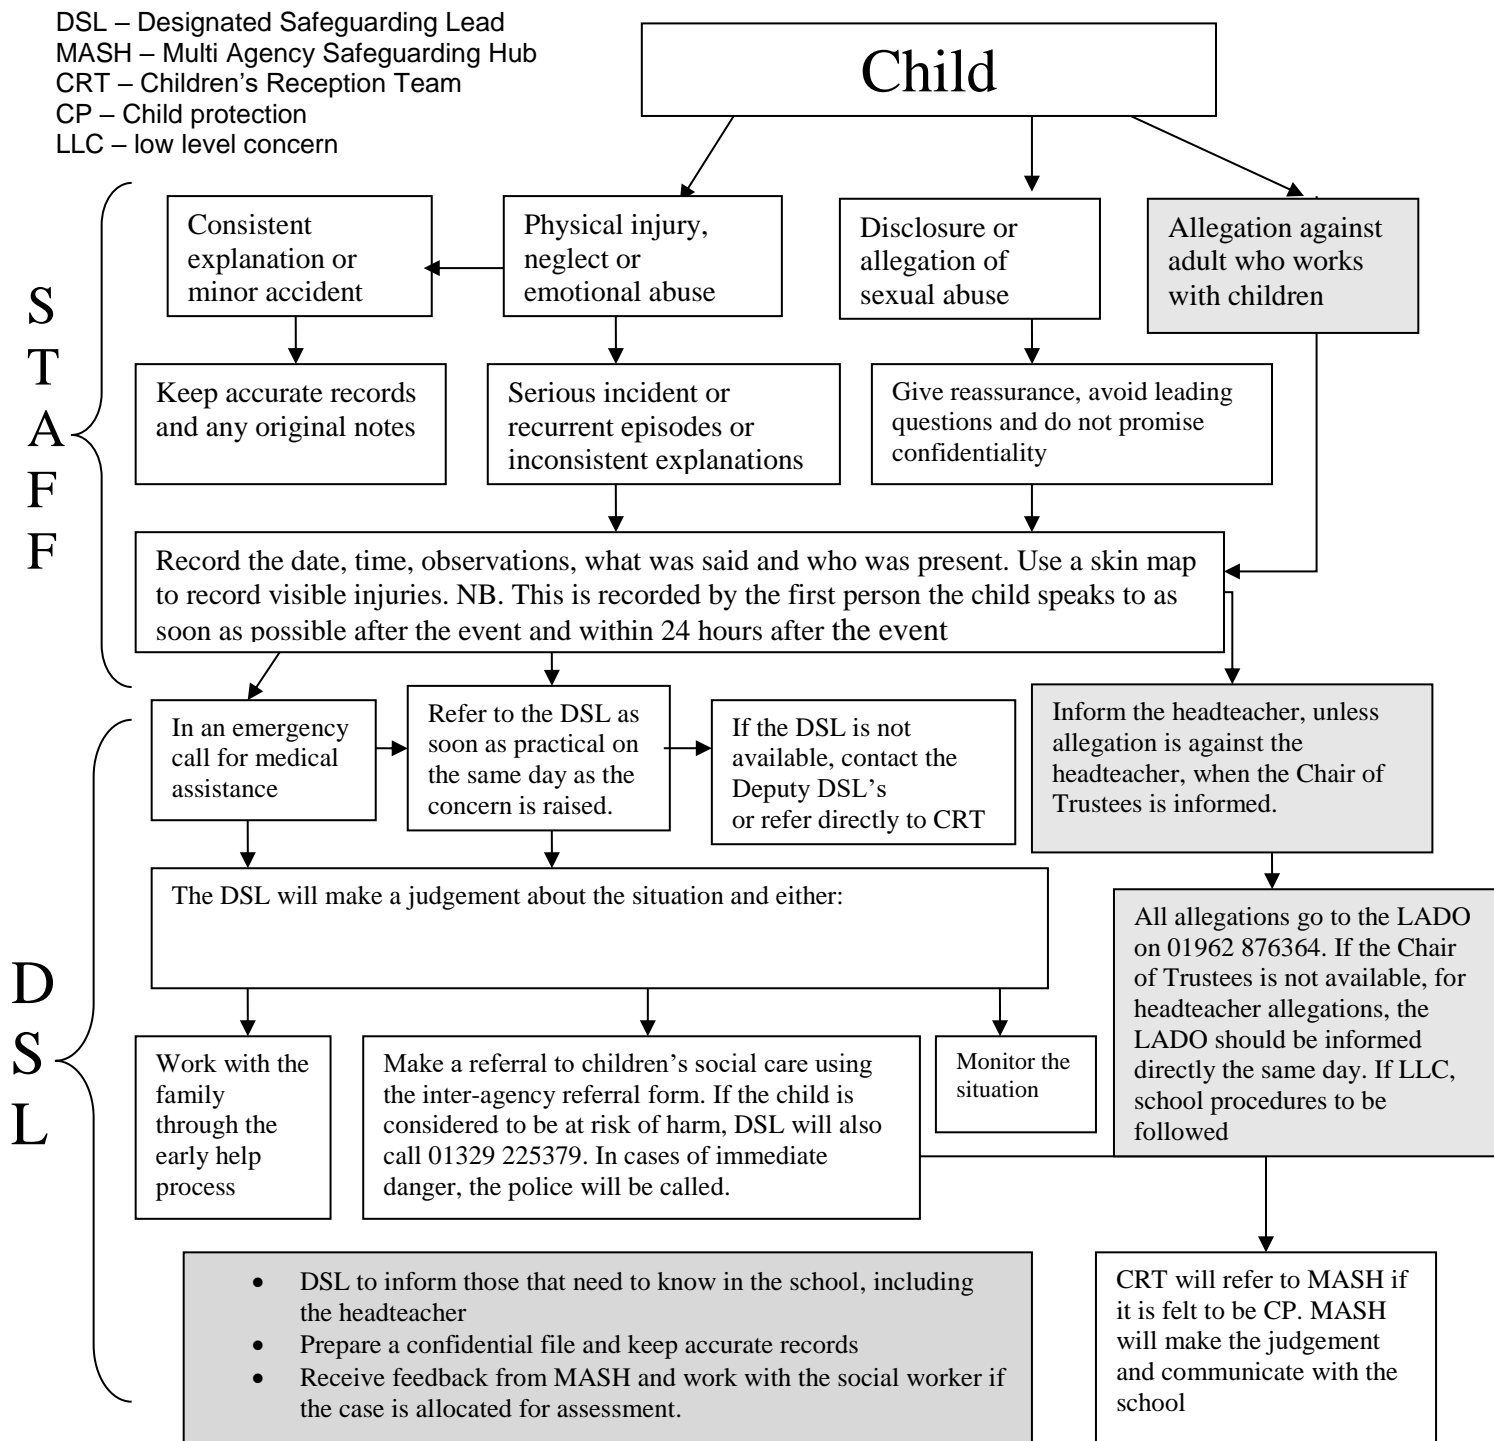 DSL – Designated Safeguarding Lead
MASH – Multi Agency Safeguarding Hub
CRT – Children's Reception Team
CP – Child protection
LLC – low level concern
Child
S
T
A
F
F
Consistent
explanation or
minor accident
Physical injury,
neglect or
emotional abuse
Disclosure or
allegation of
sexual abuse
Allegation against
adult who works
with children
Keep accurate records
and any original notes
Serious incident or
recurrent episodes or
inconsistent explanations
Give reassurance, avoid leading
questions and do not promise
confidentiality
Record the date, time, observations, what was said and who was present. Use a skin map
to record visible injuries. NB. This is recorded by the first person the child speaks to as
soon as possible after the event and within 24 hours after the event
D
S
L
In an emergency
call for medical
assistance
Refer to the DSL as
soon as practical on
the same day as the
concern is raised.
If the DSL is not
available, contact the
Deputy DSL's
or refer directly to CRT
Inform the headteacher, unless
allegation is against the
headteacher, when the Chair of
Trustees is informed.
The DSL will make a judgement about the situation and either:
All allegations go to the LADO
on 01962 876364. If the Chair
of Trustees is not available, for
headteacher allegations, the
LADO should be informed
directly the same day. If LLC,
school procedures to be
followed
Work with the
family
through the
early help
process
Make a referral to children's social care using
the inter-agency referral form. If the child is
considered to be at risk of harm, DSL will also
call 01329 225379. In cases of immediate
danger, the police will be called.
Monitor the
situation
• DSL to inform those that need to know in the school, including
the headteacher
• Prepare a confidential file and keep accurate records
• Receive feedback from MASH and work with the social worker if
the case is allocated for assessment.
CRT will refer to MASH if
it is felt to be CP. MASH
will make the judgement
and communicate with the
school